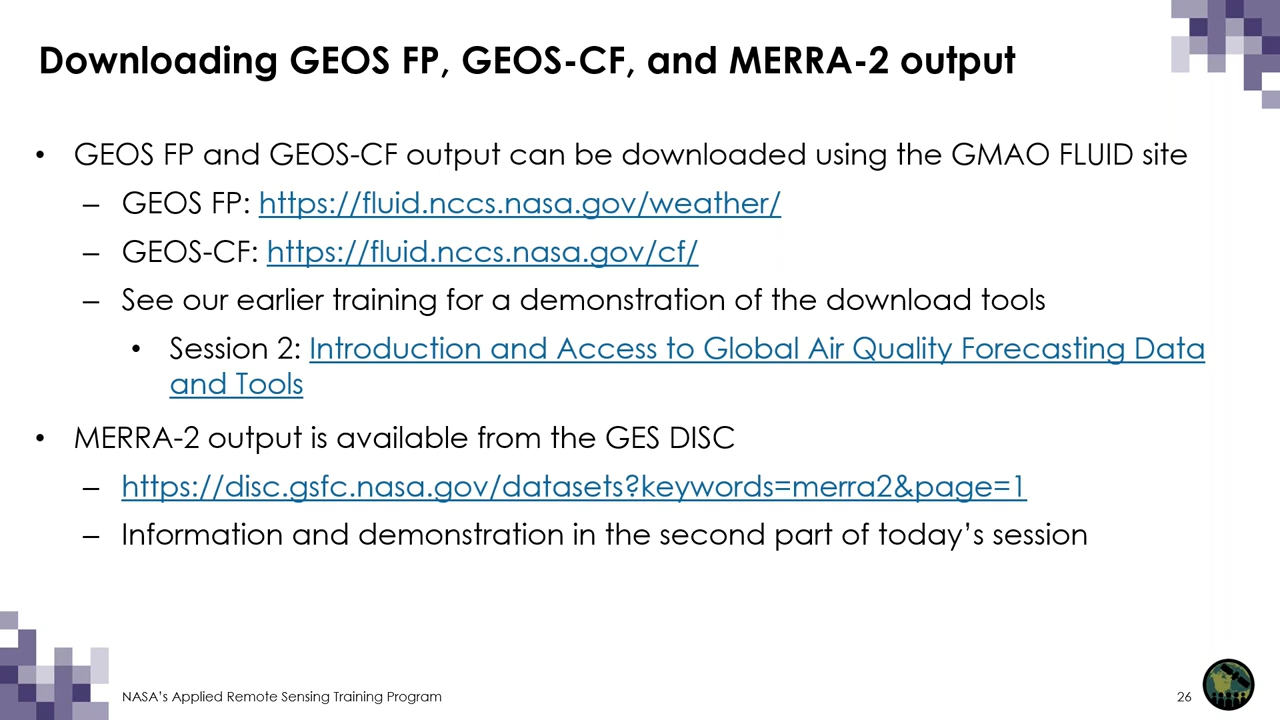 Downloading GEOS FP, GEOS-CF, and MERRA-2 output
• GEOS FP and GEOS-CF output can be downloaded using the GMAO FLUID site
– GEOS FP: https://fluid.nccs.nasa.gov/weather/
– GEOS-CF: https://fluid.nccs.nasa.gov/cf/
– See our earlier training for a demonstration of the download tools
• Session 2: Introduction and Access to Global Air Quality Forecasting Data
and Tools
• MERRA-2 output is available from the GES DISC
– https://disc.gsfc.nasa.gov/datasets?keywords=merra2&page=1
– Information and demonstration in the second part of today’s session
NASA’s Applied Remote Sensing Training Program
26